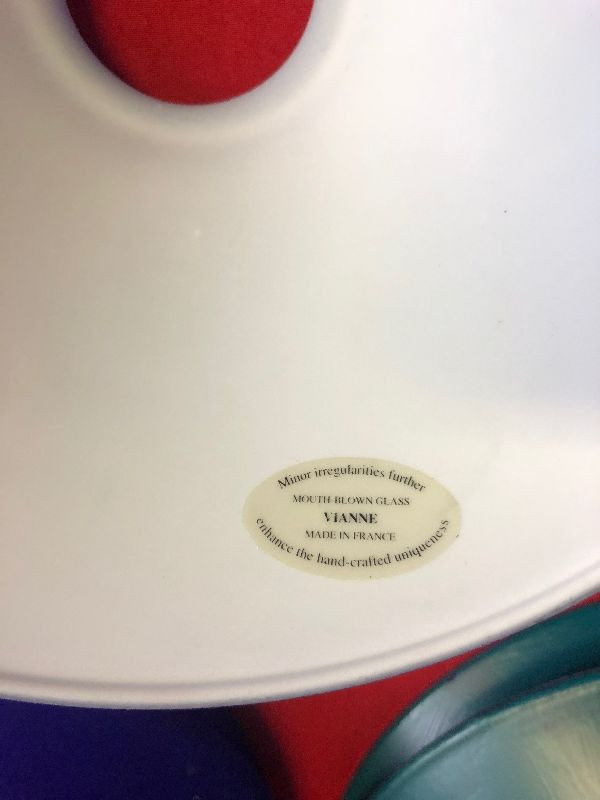 Minor irregularities further
MOUTH-BLOWN GLASS
VIANNE
MADE IN FRANCE
enhance the hand-crafted uniqueness